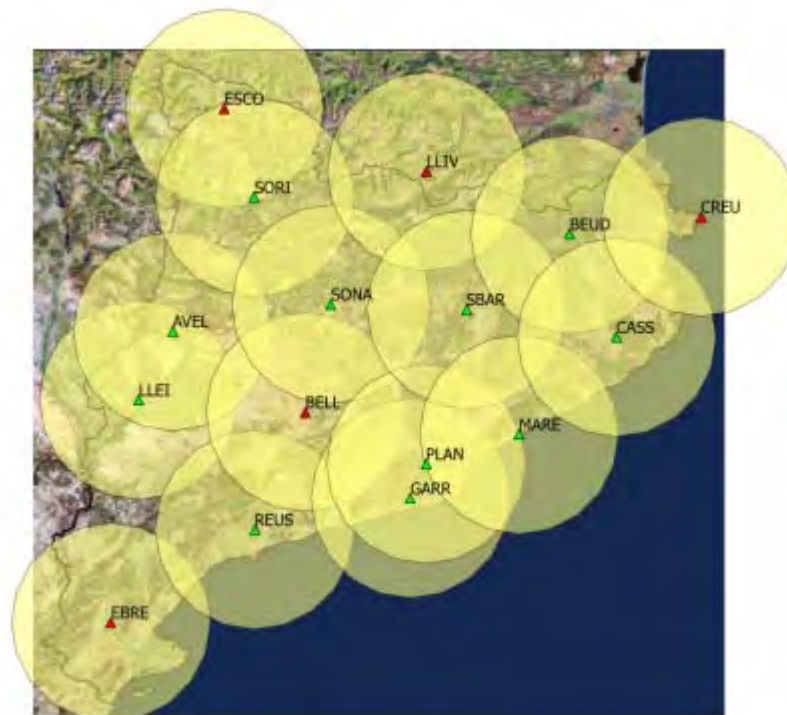 ESCO
LLIV
SORI
CREU
BEUD
SONA
SBAR
AVEL
CASS
LLEI
BELL
MARE
PLAN
GARR
REUS
EBRE